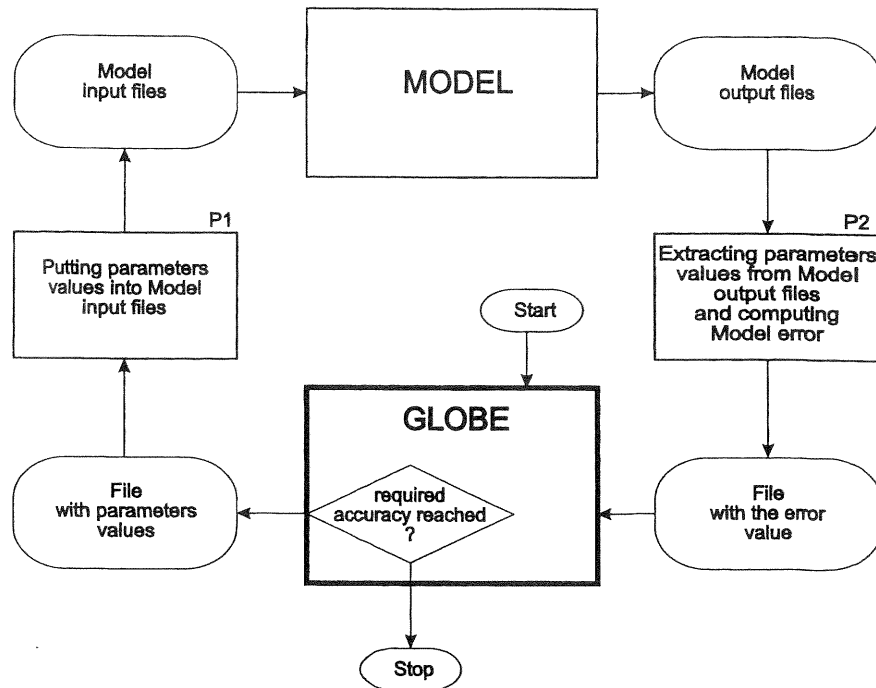 Model
input files
MODEL
Model
output files
P1
Putting parameters
values into Model
input files
P2
Extracting parameters
values from Model
output files
and computing
Model error
Start
GLOBE
required
accuracy reached
?
File
with parameters
values
File
with the error
value
Stop